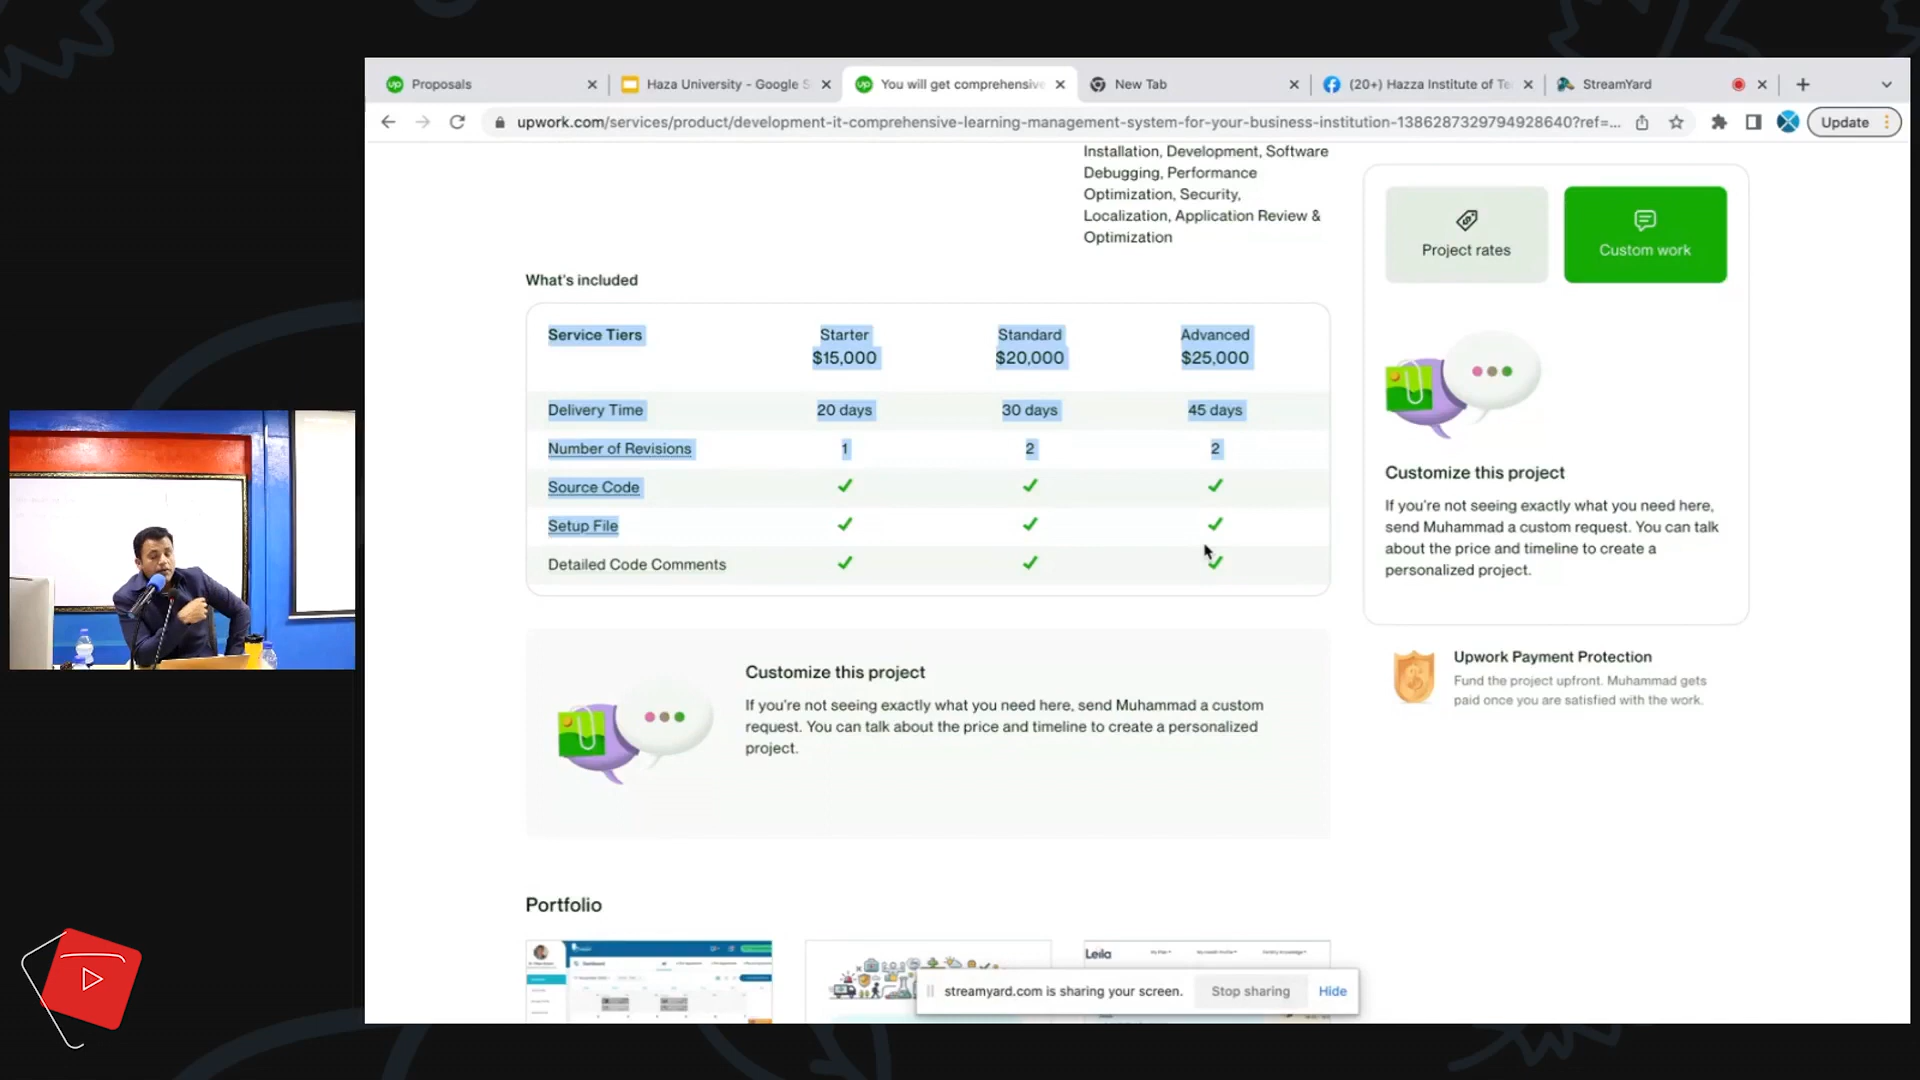 Proposals
Haza University - Google S
You will get comprehensive
New Tab
(20+) Hazza Institute of Te
StreamYard
upwork.com/services/product/development-it-comprehensive-learning-management-system-for-your-business-institution-1386287329794928640?ref=...
Update
Installation, Development, Software
Debugging, Performance
Optimization, Security,
Localization, Application Review &
Optimization
Project rates
Custom work
What's included
Service Tiers Starter Standard Advanced
$15,000 $20,000 $25,000
Delivery Time 20 days 30 days 45 days
Number of Revisions 1 2 2
Source Code
Setup File
Detailed Code Comments
Customize this project
If you're not seeing exactly what you need here,
send Muhammad a custom request. You can talk
about the price and timeline to create a
personalized project.
Upwork Payment Protection
Fund the project upfront. Muhammad gets
paid once you are satisfied with the work.
Customize this project
If you're not seeing exactly what you need here, send Muhammad a custom
request. You can talk about the price and timeline to create a personalized
project.
Portfolio
Dashboard
Leila
streamyard.com is sharing your screen.
Stop sharing
Hide